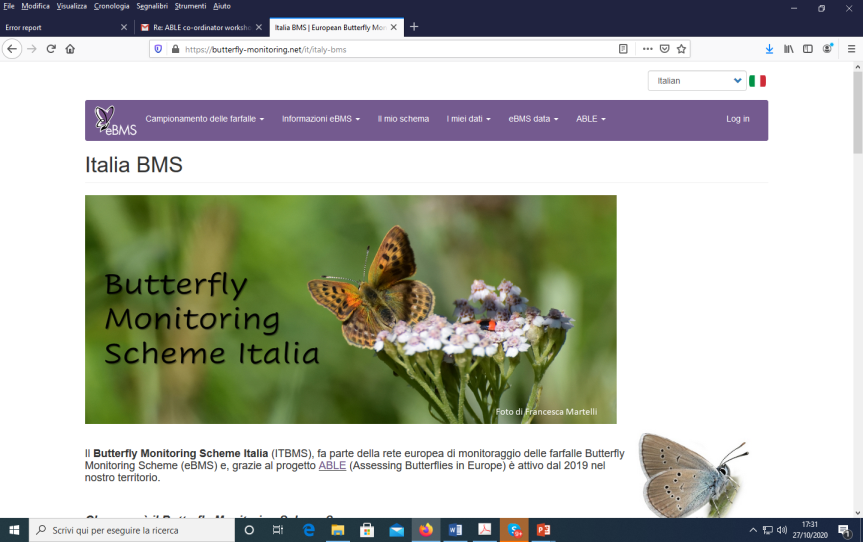 File Modifica Visualizza Cronologia Segnalibri Strumenti Aiuto
Error report
Re: ABLE co-ordinator worksho
Italia BMS | European Butterfly Mon
https://butterfly-monitoring.net/it/italy-bms
Italian
eBMS
Campionamento delle farfalle Informazioni eBMS Il mio schema I miei dati eBMS data ABLE Log in
Italia BMS
Butterfly
Monitoring
Scheme Italia
Foto di Francesca Martelli
Il Butterfly Monitoring Scheme Italia (ITBMS), fa parte della rete europea di monitoraggio delle farfalle Butterfly
Monitoring Scheme (eBMS) e, grazie al progetto ABLE (Assessing Butterflies in Europe) è attivo dal 2019 nel
nostro territorio.
Scrivi qui per eseguire la ricerca
17:31
27/10/2020